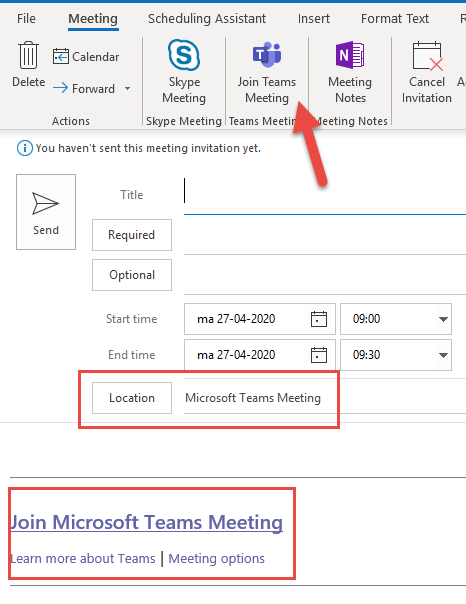 File Meeting Scheduling Assistant Insert Format Text R
Delete
Calendar
Forward
Actions
Skype Meeting
Skype Meeting
Join Teams Meeting
Teams Meetin
Meeting Notes
Meeting Notes
Cancel Invitation
A
You haven't sent this meeting invitation yet.
Send
Title
Required
Optional
Start time ma 27-04-2020 09:00
End time ma 27-04-2020 09:30
Location Microsoft Teams Meeting
Join Microsoft Teams Meeting
Learn more about Teams | Meeting options